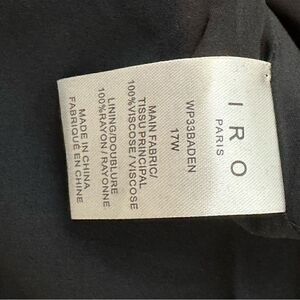 IRO
PARIS
WP33BADEN
17W
MAIN FABRIC/
TISSU PRINCIPAL
100%VISCOSE / VISCOSE
LINING/DOUBLURE
100%RAYON / RAYONNE
MADE IN CHINA
FABRIQUÉ EN CHINE